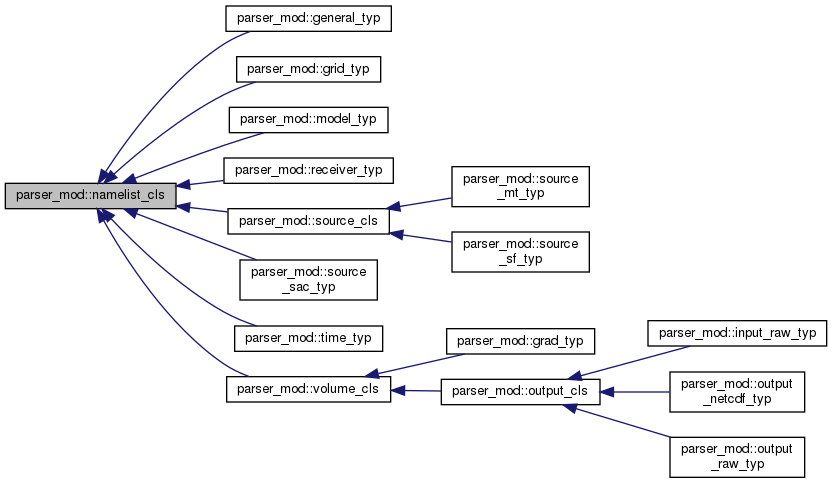 parser_mod::general_typ
parser_mod::grid_typ
parser_mod::model_typ
parser_mod::receiver_typ
parser_mod::namelist_cls
parser_mod::source_cls
parser_mod::source
_mt_typ
parser_mod::source
_sf_typ
parser_mod::source
_sac_typ
parser_mod::time_typ
parser_mod::volume_cls
parser_mod::grad_typ
parser_mod::output_cls
parser_mod::input_raw_typ
parser_mod::output
_netcdf_typ
parser_mod::output
_raw_typ